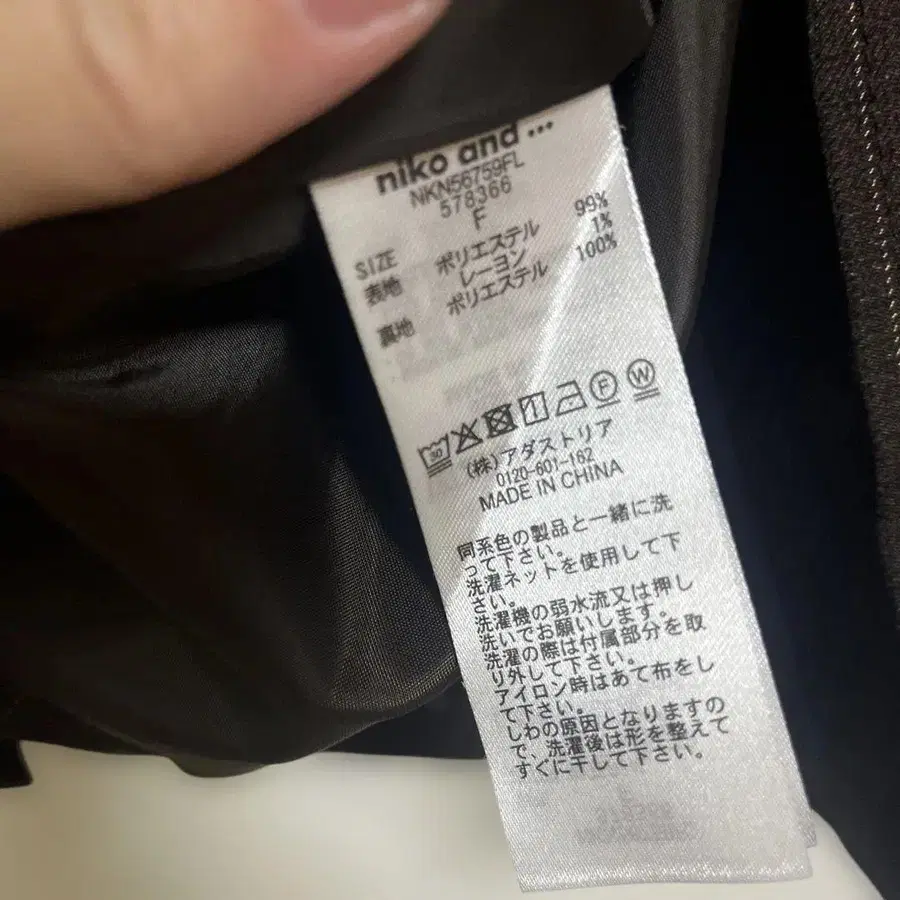 niko and ...
NKN56759FL
578366
SIZE F
表地 ポリエステル 99%
レーヨン 1%
裏地 ポリエステル 100%
30 F W
(株)アダストリア
0120-601-162
MADE IN CHINA
同系色の製品と一緒に洗
って下さい。
洗濯ネットを使用して下
さい。
洗濯機の弱水流又は押し
洗いでお願いします。
洗濯の際は付属部分を取
り外して下さい。
アイロン時はあて布をし
て下さい。
しわの原因となりますの
で、洗濯後は形を整えて
すぐに干して下さい。